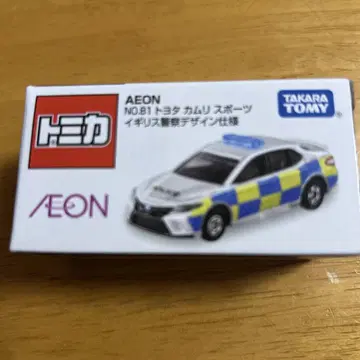 AEON
NO.81 トヨタ カムリ スポーツ
イギリス警察デザイン仕様
TAKARA
TOMY
トミカ
ÆON